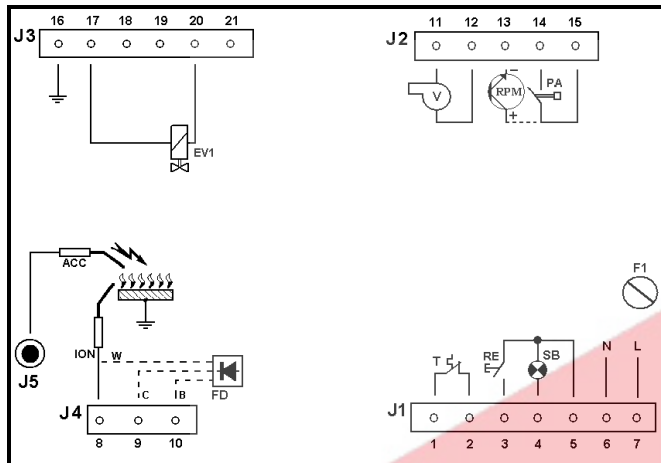 16 17 18 19 20 21
J3
EV1
11 12 13 14 15
J2
V
− RPM +
PA
ACC
ION
W
C
B
FD
J5
J4
8 9 10
F1
T
RE
E
SB
N
L
J1
1 2 3 4 5 6 7